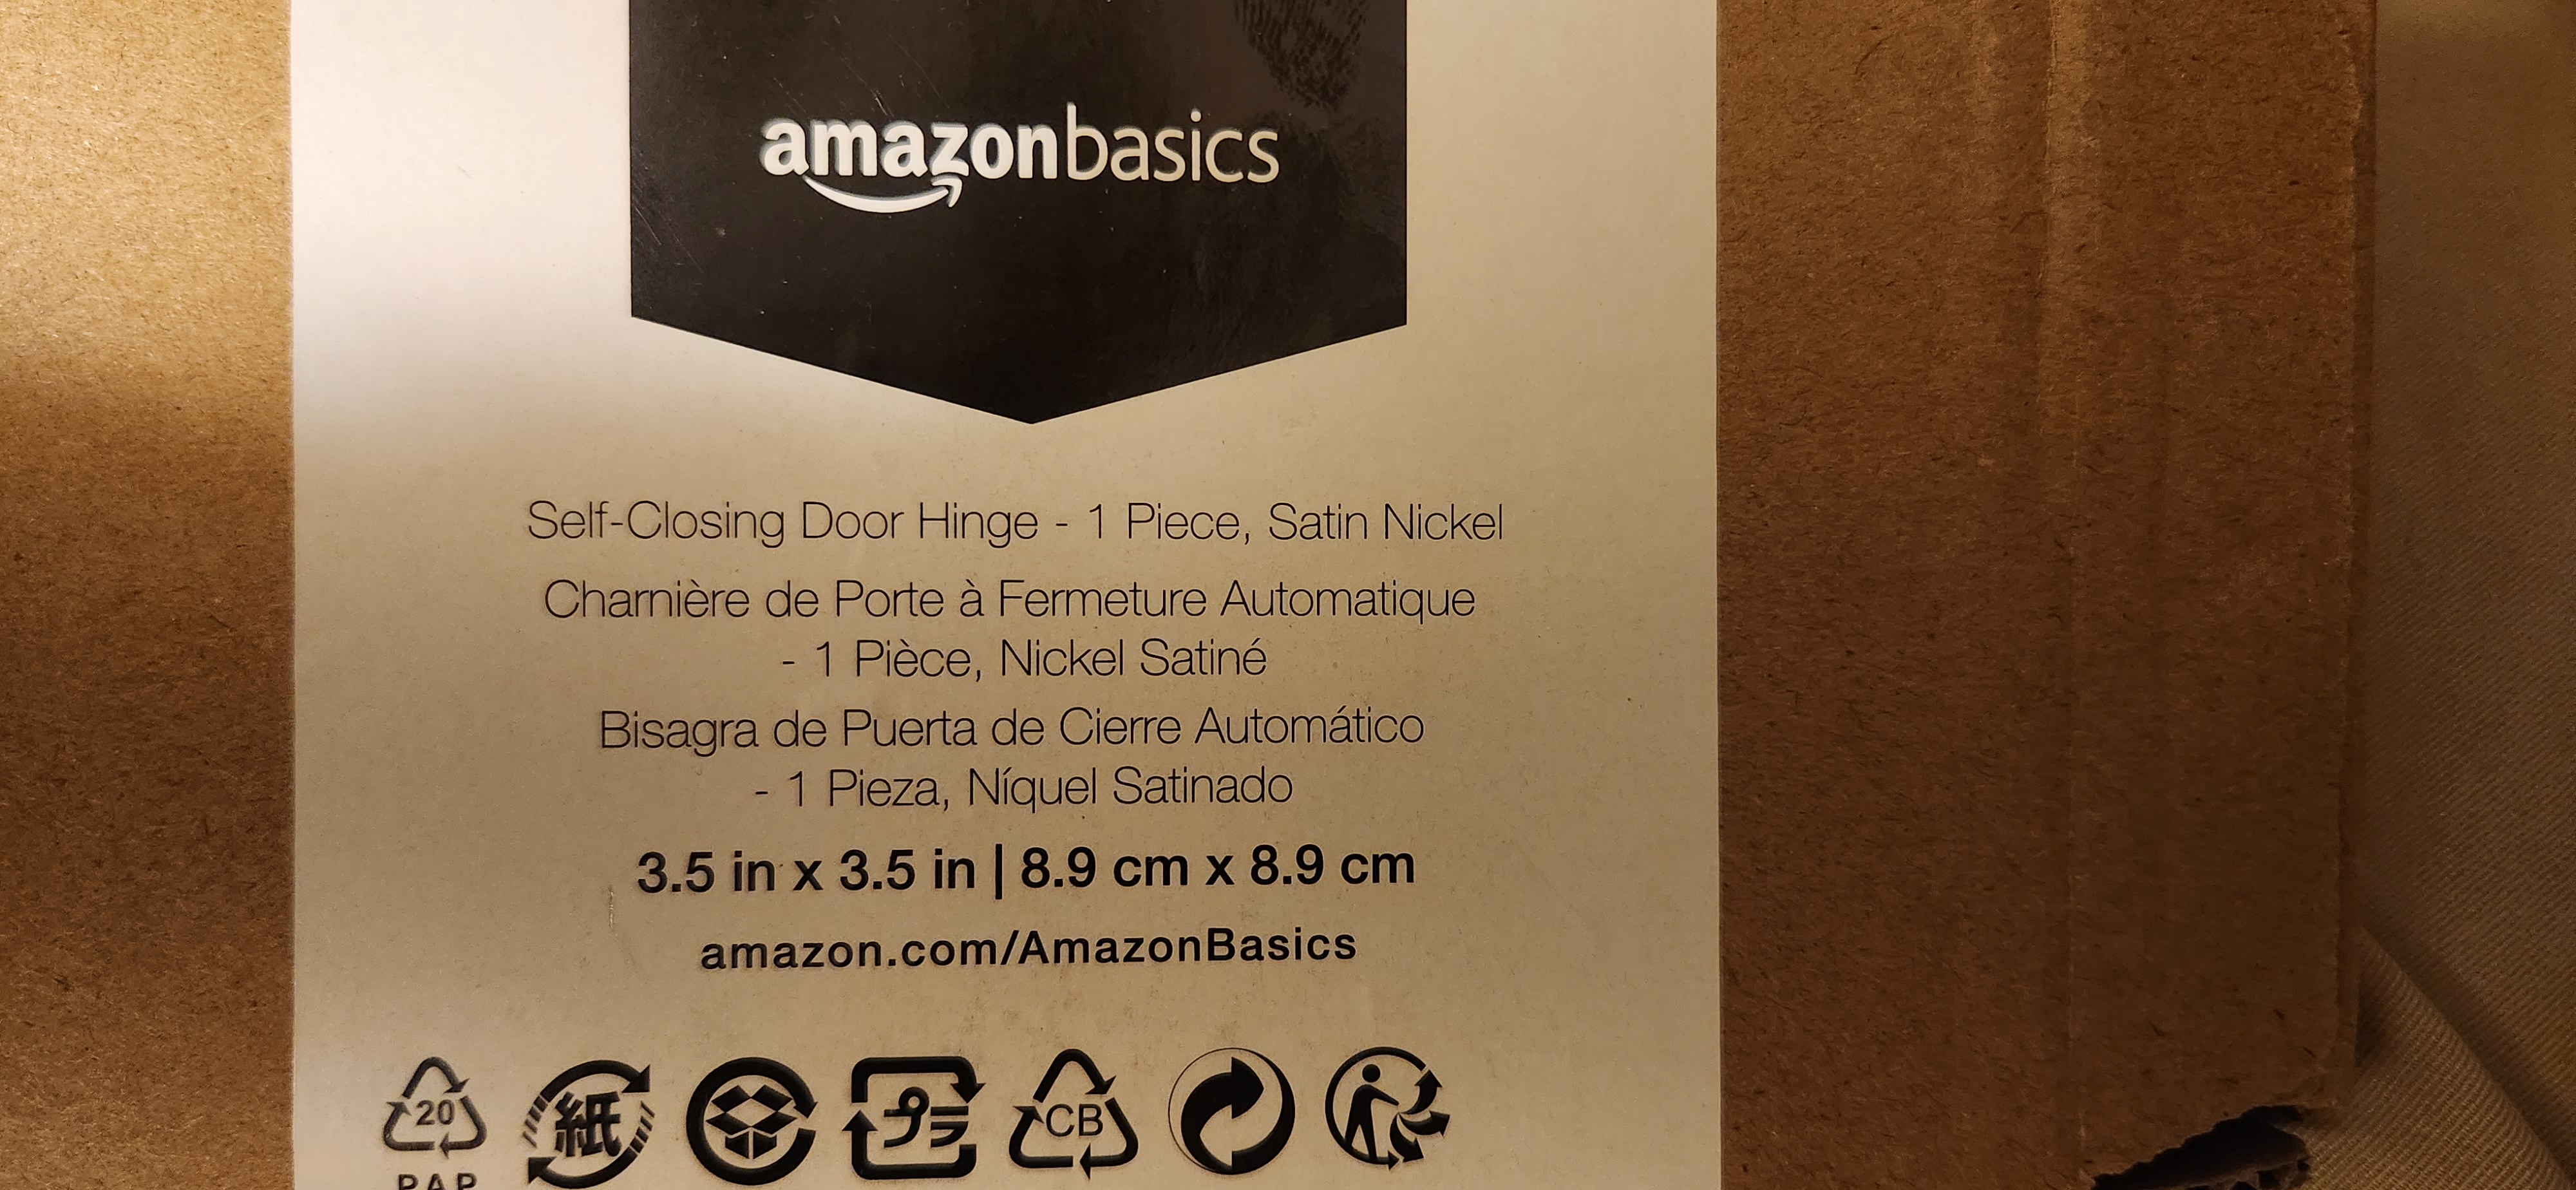 amazonbasics
Self-Closing Door Hinge - 1 Piece, Satin Nickel
Charnière de Porte à Fermeture Automatique
- 1 Pièce, Nickel Satiné
Bisagra de Puerta de Cierre Automático
- 1 Pieza, Níquel Satinado
3.5 in x 3.5 in | 8.9 cm x 8.9 cm
amazon.com/AmazonBasics
20 紙 CB
PAP